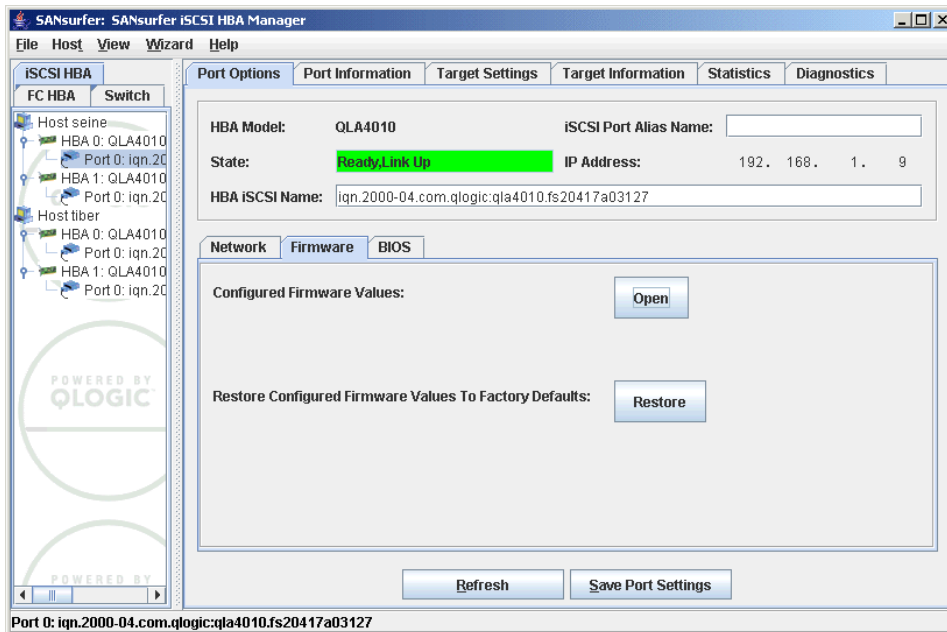 SANsurfer: SANsurfer iSCSI HBA Manager
File Host View Wizard Help
iSCSI HBA
FC HBA Switch
Host seine
HBA 0: QLA4010
Port 0: iqn.20
HBA 1: QLA4010
Port 0: iqn.20
Host tiber
HBA 0: QLA4010
Port 0: iqn.20
HBA 1: QLA4010
Port 0: iqn.20
POWERED BY
QLOGIC
POWERED BY
Port Options Port Information Target Settings Target Information Statistics Diagnostics
HBA Model: QLA4010 iSCSI Port Alias Name:
State: Ready,Link Up IP Address: 192. 168. 1. 9
HBA iSCSI Name: iqn.2000-04.com.qlogic:qla4010.fs20417a03127
Network Firmware BIOS
Configured Firmware Values: Open
Restore Configured Firmware Values To Factory Defaults: Restore
Refresh Save Port Settings
Port 0: iqn.2000-04.com.qlogic:qla4010.fs20417a03127